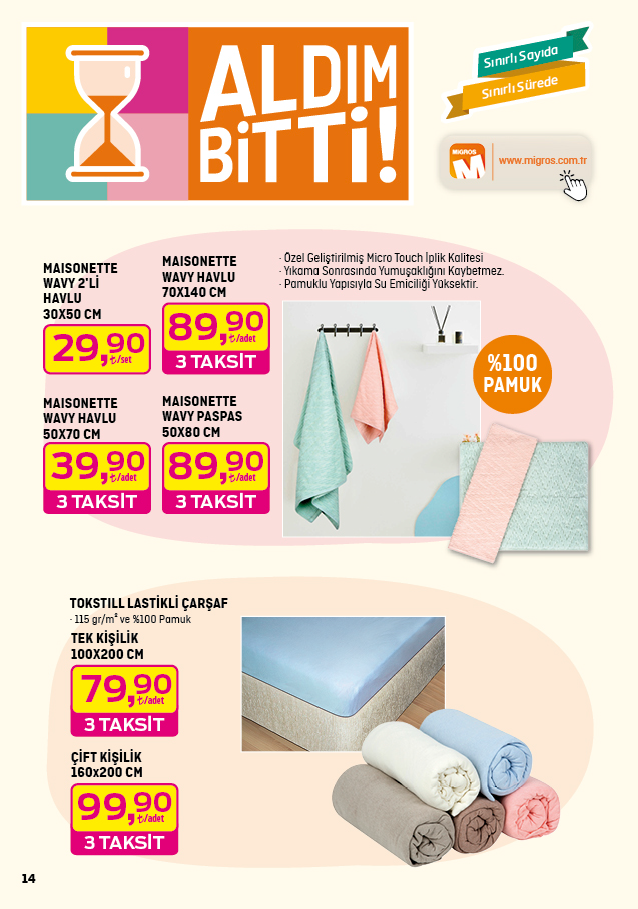 ALDIM
BİTTİ!
Sınırlı Sayıda
Sınırlı Sürede
MIGROS
M
www.migros.com.tr
MAISONETTE
WAVY 2'Lİ
HAVLU
30X50 CM
29,90
₺/set
MAISONETTE
WAVY HAVLU
70X140 CM
89,90
₺/adet
3 TAKSİT
· Özel Geliştirilmiş Micro Touch İplik Kalitesi
· Yıkama Sonrasında Yumuşaklığını Kaybetmez.
· Pamuklu Yapısıyla Su Emiciliği Yüksektir.
%100
PAMUK
MAISONETTE
WAVY HAVLU
50X70 CM
39,90
₺/adet
3 TAKSİT
MAISONETTE
WAVY PASPAS
50X80 CM
89,90
₺/adet
3 TAKSİT
TOKSTILL LASTİKLİ ÇARŞAF
· 115 gr/m² ve %100 Pamuk
TEK KİŞİLİK
100X200 CM
79,90
₺/adet
3 TAKSİT
ÇİFT KİŞİLİK
160x200 CM
99,90
₺/adet
3 TAKSİT
14